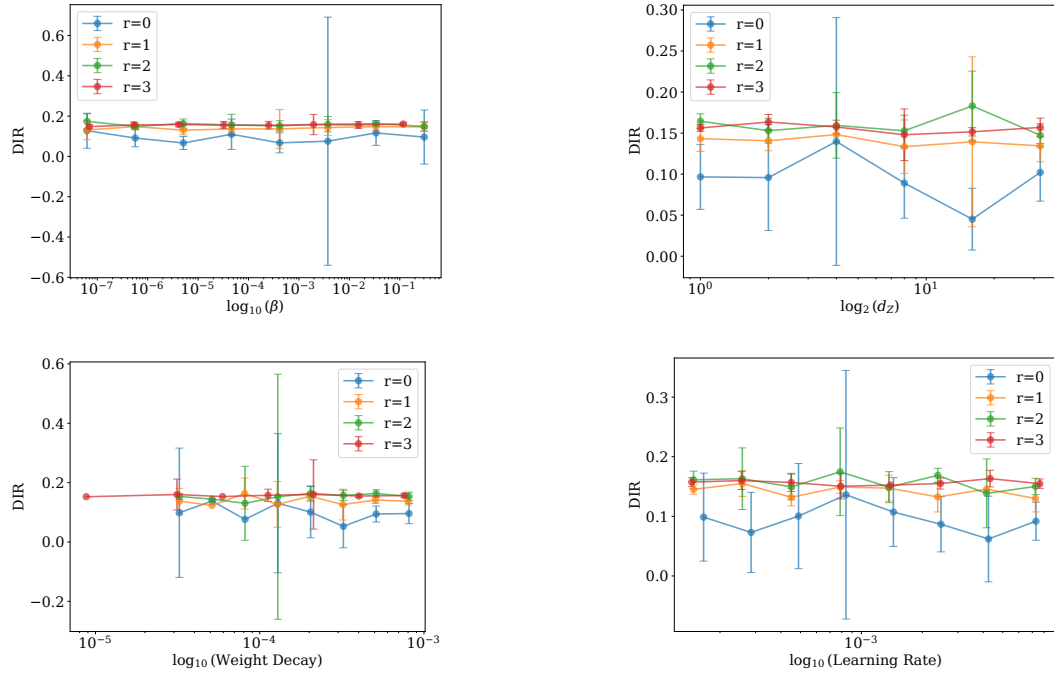 0.6
0.4
0.2
0.0
−0.2
−0.4
−0.6
DIR
r=0
r=1
r=2
r=3
10⁻⁷ 10⁻⁶ 10⁻⁵ 10⁻⁴ 10⁻³ 10⁻² 10⁻¹
log₁₀(β)
0.30
0.25
0.20
0.15
0.10
0.05
0.00
DIR
r=0
r=1
r=2
r=3
10⁰ 10¹
log₂(d_Z)
0.6
0.4
0.2
0.0
−0.2
DIR
r=0
r=1
r=2
r=3
10⁻⁵ 10⁻⁴ 10⁻³
log₁₀(Weight Decay)
0.3
0.2
0.1
0.0
DIR
r=0
r=1
r=2
r=3
10⁻³
log₁₀(Learning Rate)